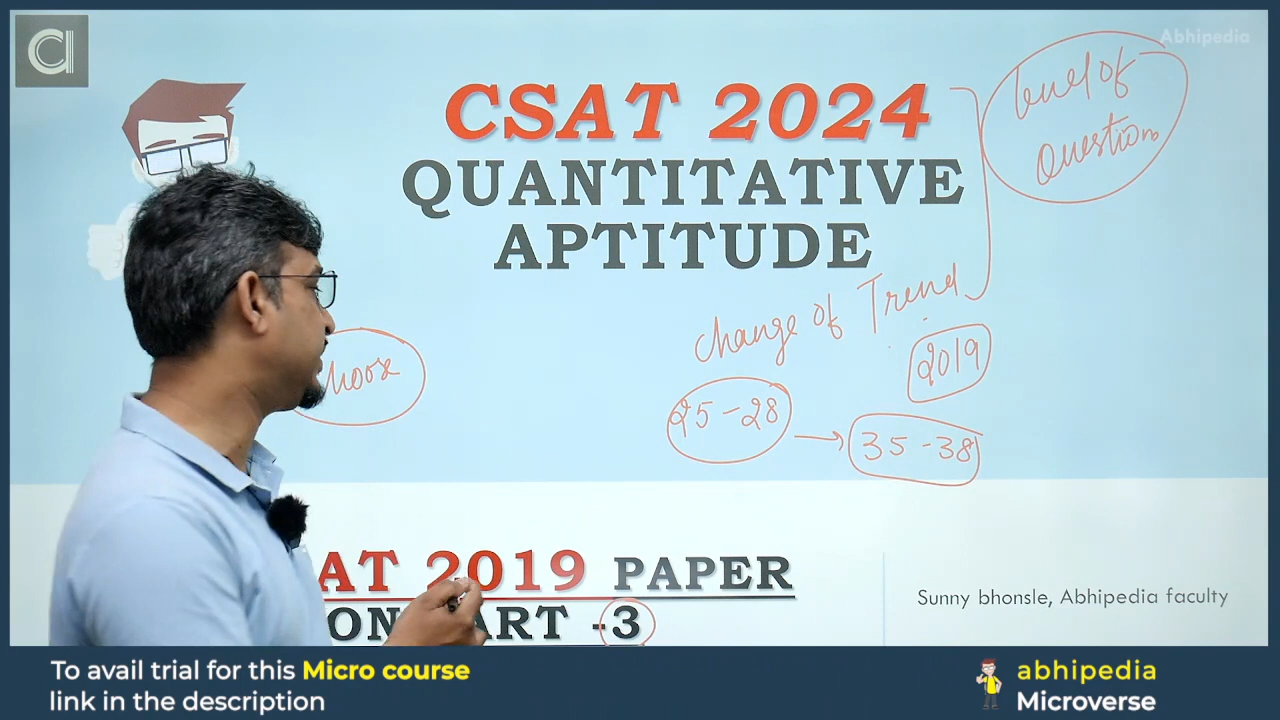 Abhipedia
CSAT 2024
QUANTITATIVE
APTITUDE
Level of
Question
Change of Trend
2019
25-28 → 35-38
AT 2019 PAPER
ART -3
Sunny bhonsle, Abhipedia faculty
To avail trial for this Micro course
link in the description
abhipedia
Microverse